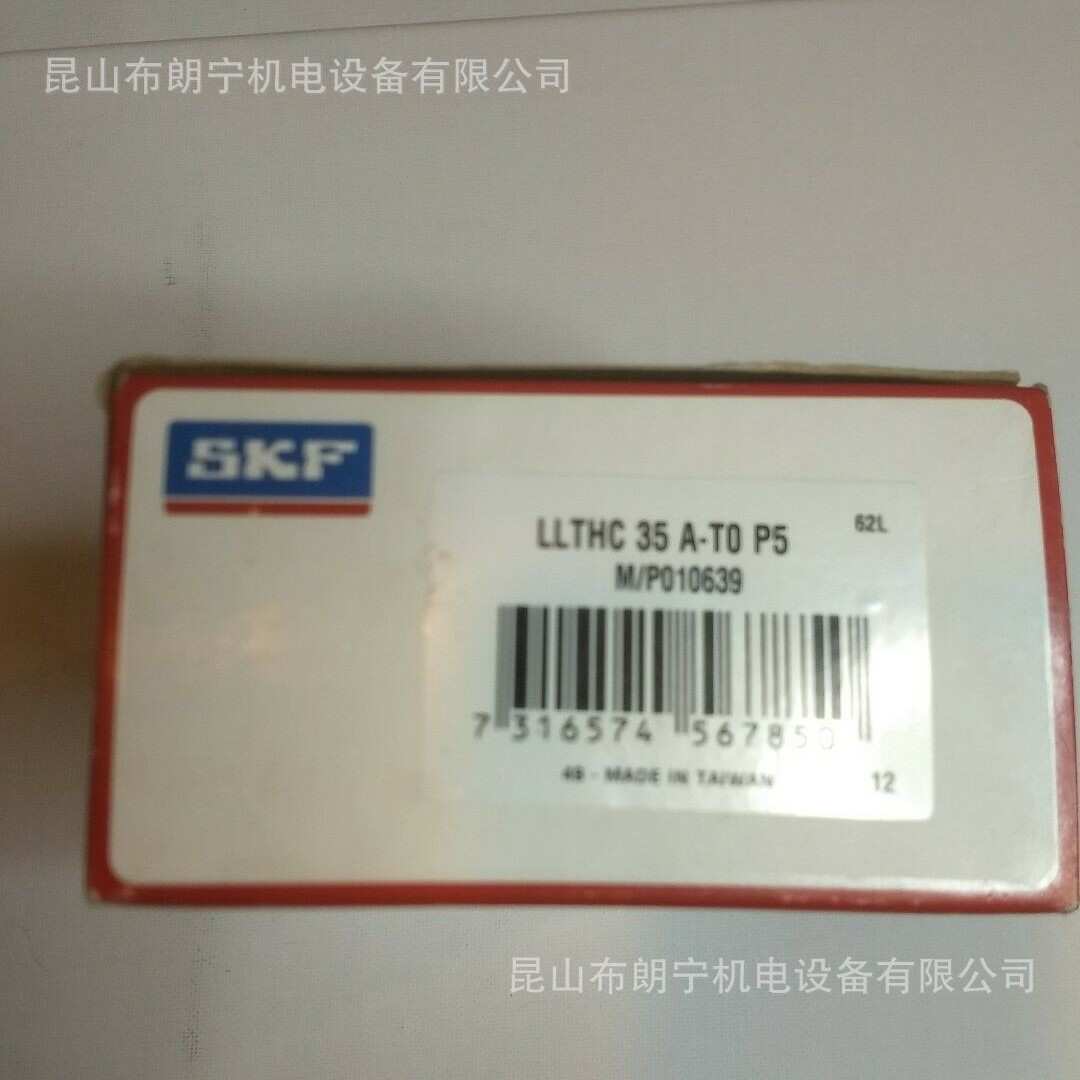 昆山布朗宁机电设备有限公司
SKF
LLTHC 35 A-T0 P5
62L
M/P010639
7 316574 567850
48 - MADE IN TAIWAN
12
昆山布朗宁机电设备有限公司